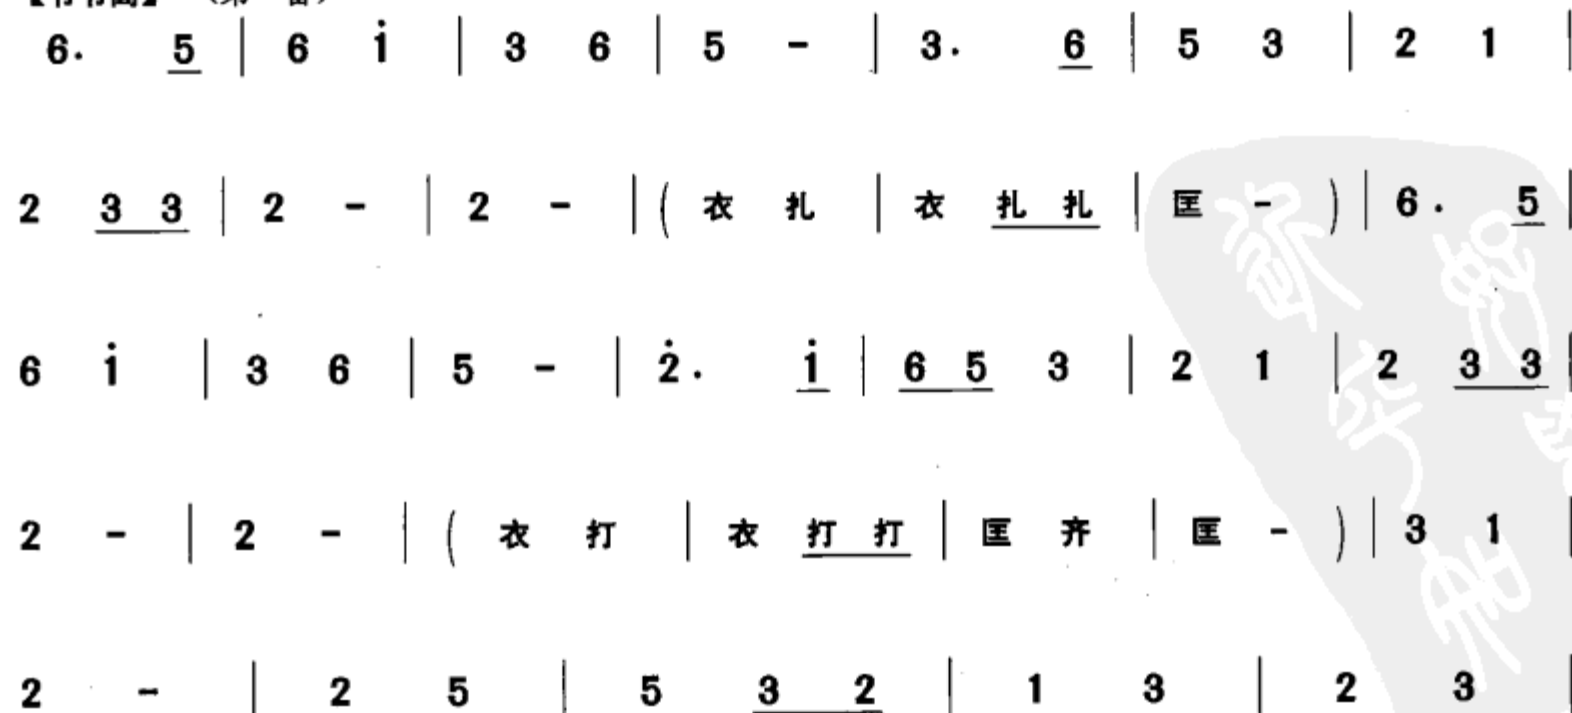 6. 5 | 6 i̇ | 3 6 | 5 - | 3. 6 | 5 3 | 2 1 |
2 3 3 | 2 - | 2 - | ( 衣 扎 | 衣 扎 扎 | 匡 - ) | 6. 5 |
6 i̇ | 3 6 | 5 - | 2̇. i̇ | 6 5 3 | 2 1 | 2 3 3 |
2 - | 2 - | ( 衣 打 | 衣 打 打 | 匡 齐 | 匡 - ) | 3 1 |
2 - | 2 5 | 5 3 2 | 1 3 | 2 3 |